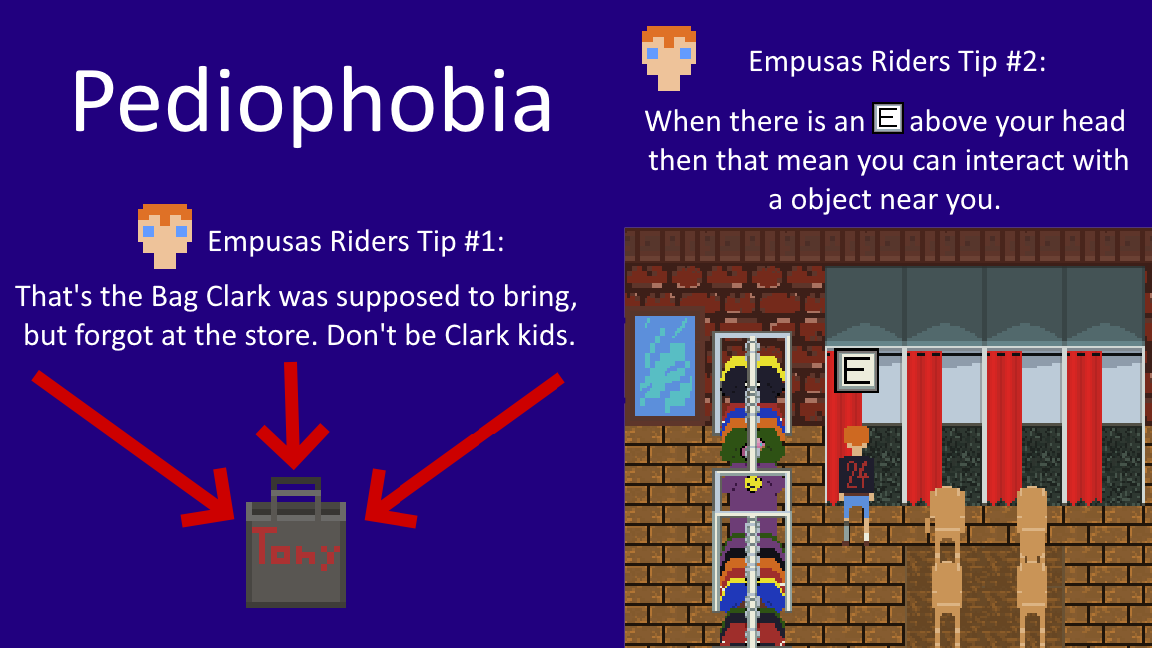 Pediophobia
Empusas Riders Tip #1:
That's the Bag Clark was supposed to bring,
but forgot at the store. Don't be Clark kids.
Tomy
Empusas Riders Tip #2:
When there is an E above your head
then that mean you can interact with
a object near you.
E